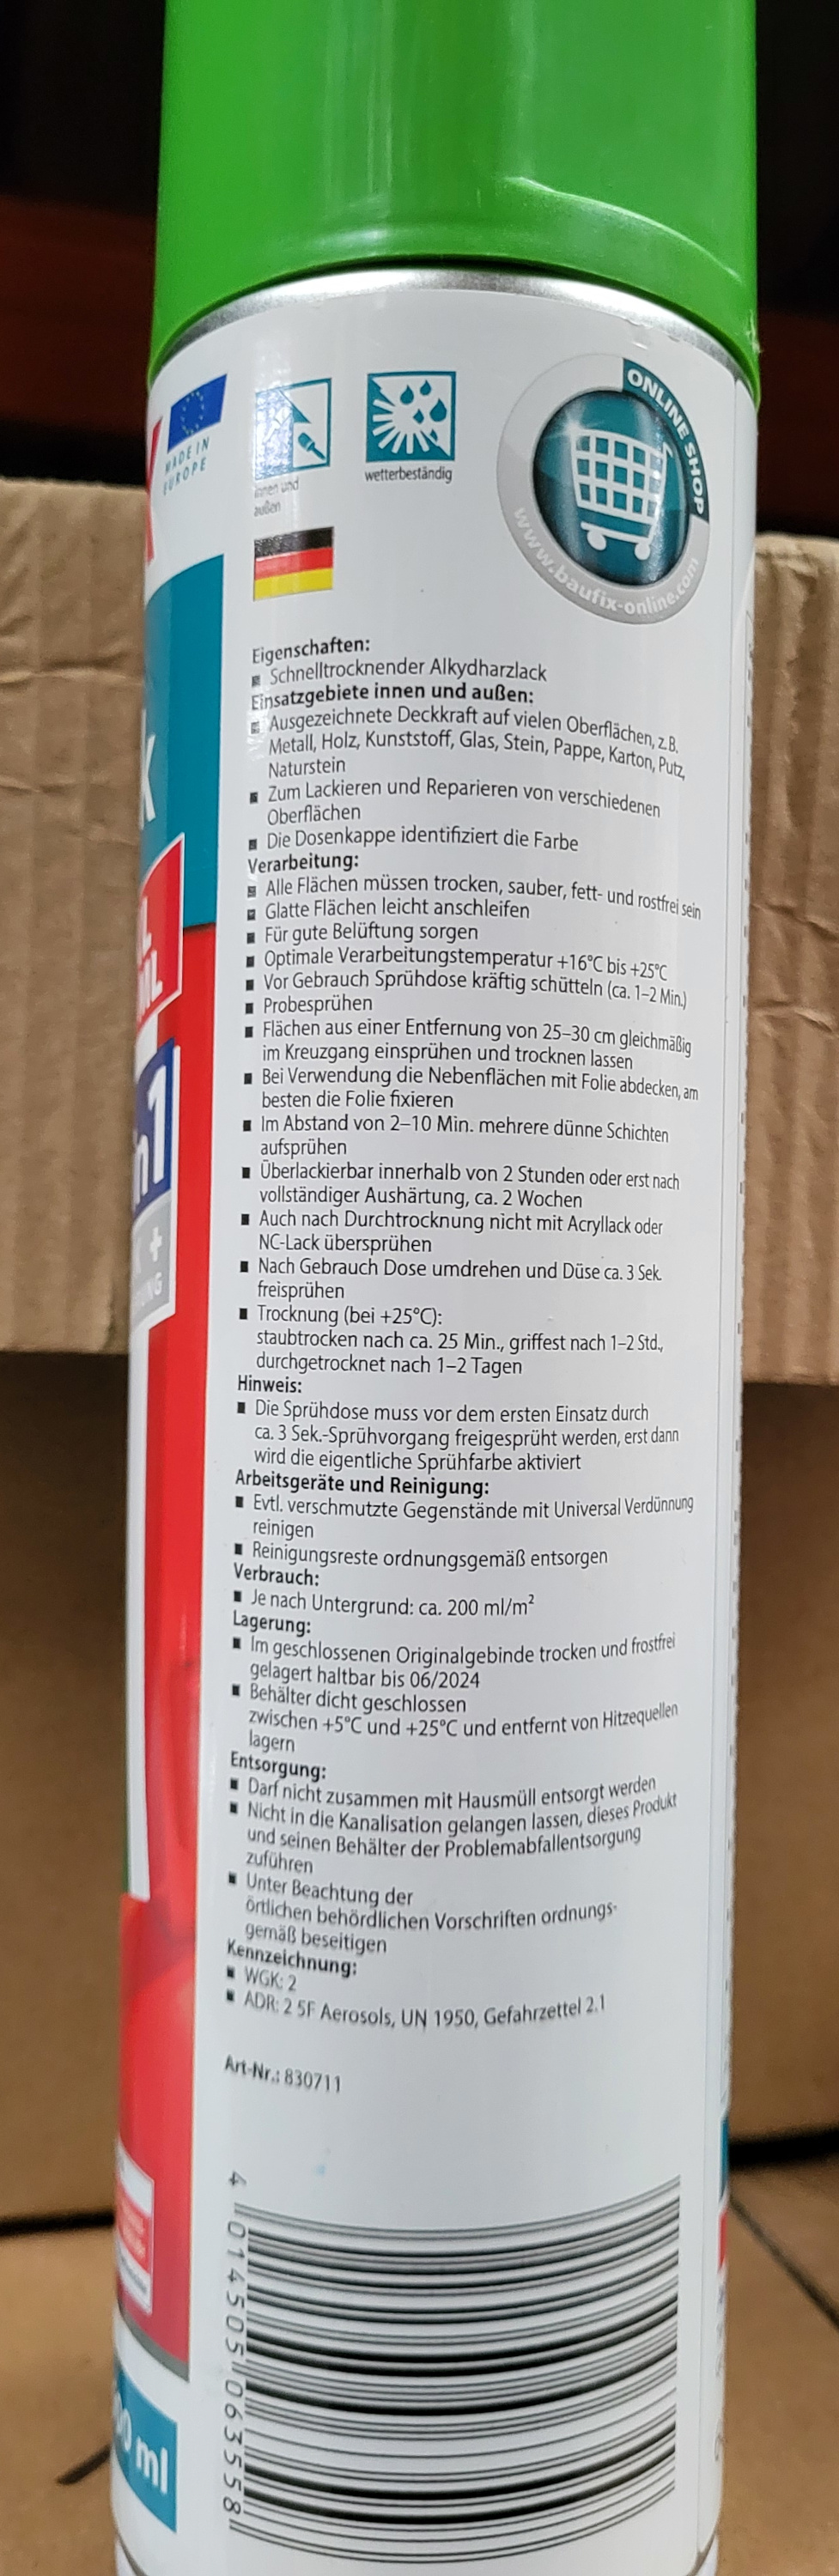 MADE IN
EUROPE
innen und
außen
wetterbeständig
ONLINE SHOP
www.baufix-online.com
Eigenschaften:
▪ Schnelltrocknender Alkydharzlack
Einsatzgebiete innen und außen:
▪ Ausgezeichnete Deckkraft auf vielen Oberflächen, z.B.
Metall, Holz, Kunststoff, Glas, Stein, Pappe, Karton, Putz,
Naturstein
▪ Zum Lackieren und Reparieren von verschiedenen
Oberflächen
▪ Die Dosenkappe identifiziert die Farbe
Verarbeitung:
▪ Alle Flächen müssen trocken, sauber, fett- und rostfrei sein
▪ Glatte Flächen leicht anschleifen
▪ Für gute Belüftung sorgen
▪ Optimale Verarbeitungstemperatur +16°C bis +25°C
▪ Vor Gebrauch Sprühdose kräftig schütteln (ca. 1–2 Min.)
▪ Probesprühen
▪ Flächen aus einer Entfernung von 25–30 cm gleichmäßig
im Kreuzgang einsprühen und trocknen lassen
▪ Bei Verwendung die Nebenflächen mit Folie abdecken, am
besten die Folie fixieren
▪ Im Abstand von 2–10 Min. mehrere dünne Schichten
aufsprühen
▪ Überlackierbar innerhalb von 2 Stunden oder erst nach
vollständiger Aushärtung, ca. 2 Wochen
▪ Auch nach Durchtrocknung nicht mit Acryllack oder
NC-Lack übersprühen
▪ Nach Gebrauch Dose umdrehen und Düse ca. 3 Sek.
freisprühen
▪ Trocknung (bei +25°C):
staubtrocken nach ca. 25 Min., griffest nach 1–2 Std.,
durchgetrocknet nach 1–2 Tagen
Hinweis:
▪ Die Sprühdose muss vor dem ersten Einsatz durch
ca. 3 Sek.-Sprühvorgang freigesprüht werden, erst dann
wird die eigentliche Sprühfarbe aktiviert
Arbeitsgeräte und Reinigung:
▪ Evtl. verschmutzte Gegenstände mit Universal Verdünnung
reinigen
▪ Reinigungsreste ordnungsgemäß entsorgen
Verbrauch:
▪ Je nach Untergrund: ca. 200 ml/m²
Lagerung:
▪ Im geschlossenen Originalgebinde trocken und frostfrei
gelagert haltbar bis 06/2024
▪ Behälter dicht geschlossen
zwischen +5°C und +25°C und entfernt von Hitzequellen
lagern
Entsorgung:
▪ Darf nicht zusammen mit Hausmüll entsorgt werden
▪ Nicht in die Kanalisation gelangen lassen, dieses Produkt
und seinen Behälter der Problemabfallentsorgung
zuführen
▪ Unter Beachtung der
örtlichen behördlichen Vorschriften ordnungs-
gemäß beseitigen
Kennzeichnung:
▪ WGK: 2
▪ ADR: 2 5F Aerosols, UN 1950, Gefahrzettel 2.1
Art-Nr.: 830711
4 014505 063558
ml